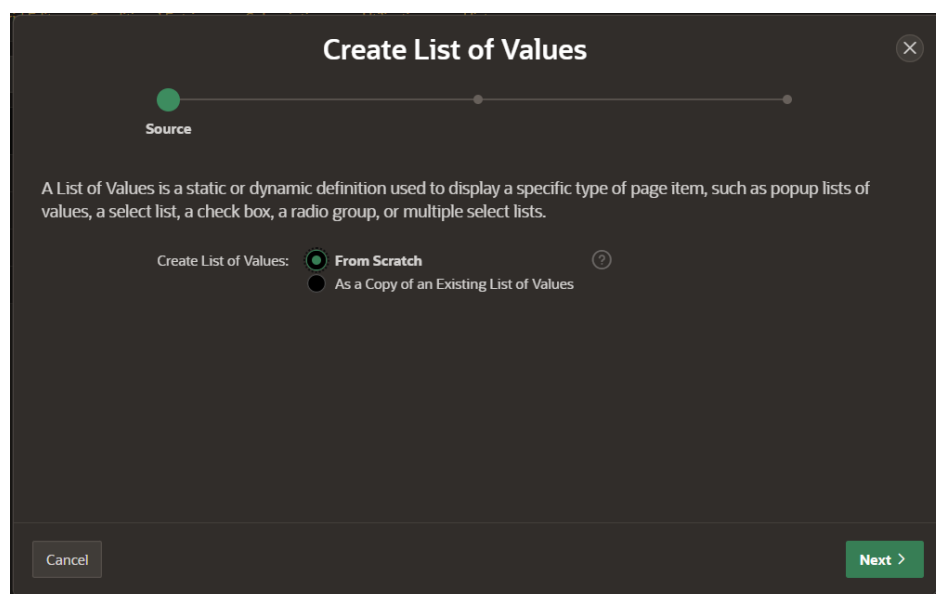 Create List of Values
Source
A List of Values is a static or dynamic definition used to display a specific type of page item, such as popup lists of
values, a select list, a check box, a radio group, or multiple select lists.
Create List of Values:
From Scratch
?
As a Copy of an Existing List of Values
Cancel
Next >